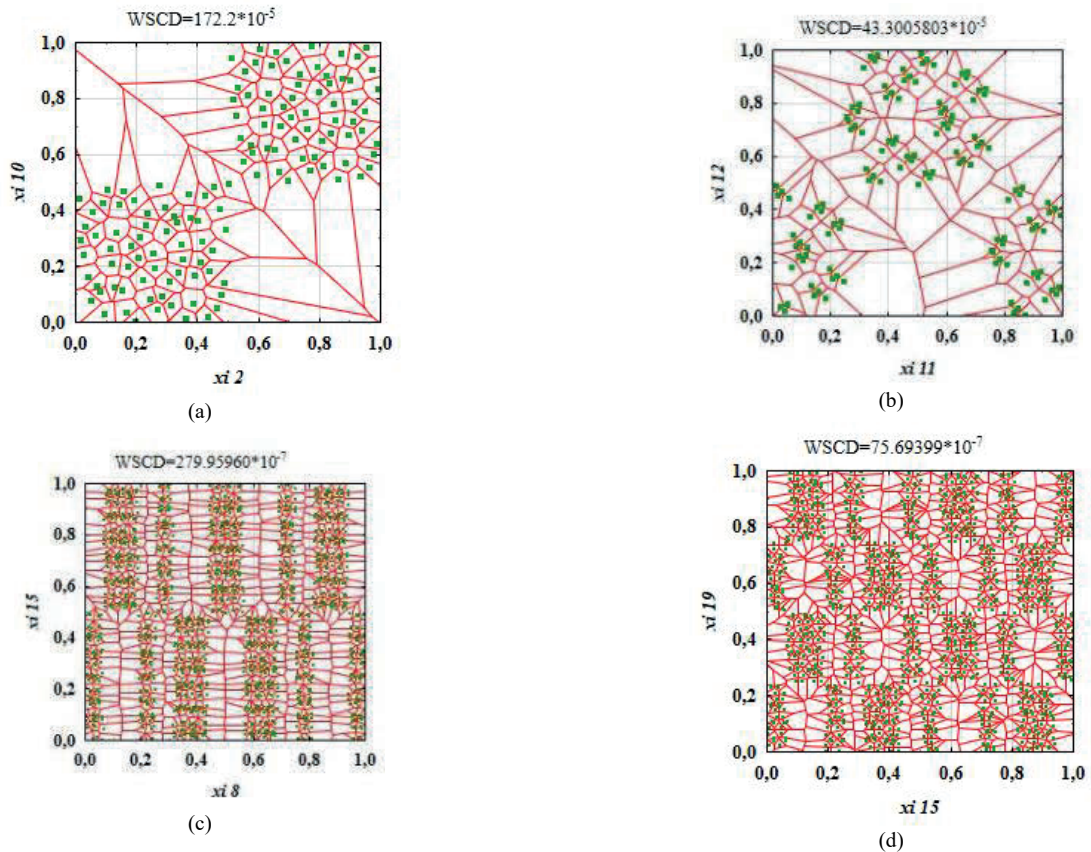 WSCD=172.2*10-5
1,0
0,8
0,6
0,4
0,2
0,0
xi 10
0,0 0,2 0,4 0,6 0,8 1,0
xi 2
(a)
WSCD=43.3005803*10-5
1,0
0,8
0,6
0,4
0,2
0,0
xi 12
0,0 0,2 0,4 0,6 0,8 1,0
xi 11
(b)
WSCD=279.95960*10-7
1,0
0,8
0,6
0,4
0,2
0,0
xi 15
0,0 0,2 0,4 0,6 0,8 1,0
xi 8
(c)
WSCD=75.69399*10-7
1,0
0,8
0,6
0,4
0,2
0,0
xi 19
0,0 0,2 0,4 0,6 0,8 1,0
xi 15
(d)